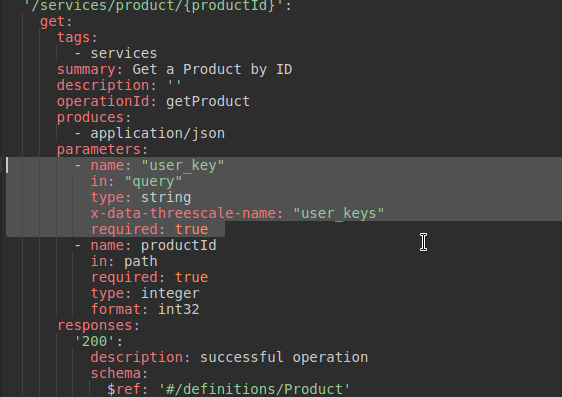 '/services/product/{productId}':
get:
tags:
- services
summary: Get a Product by ID
description: ''
operationId: getProduct
produces:
- application/json
parameters:
- name: "user_key"
in: "query"
type: string
x-data-threescale-name: "user_keys"
required: true
- name: productId
in: path
required: true
type: integer
format: int32
responses:
'200':
description: successful operation
schema:
$ref: '#/definitions/Product'